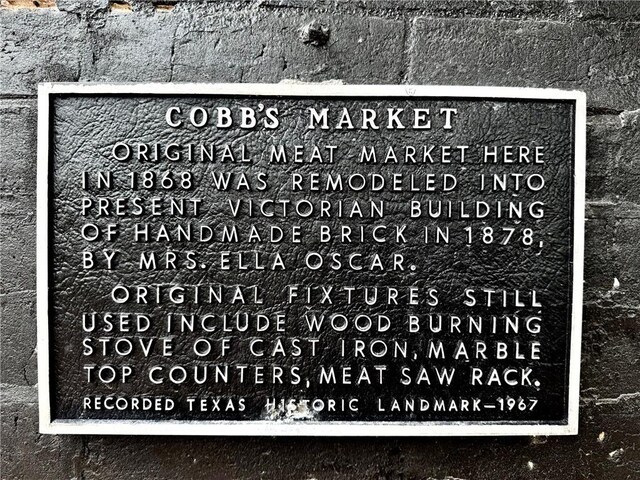 COBB'S MARKET
ORIGINAL MEAT MARKET HERE
IN 1868 WAS REMODELED INTO
PRESENT VICTORIAN BUILDING
OF HANDMADE BRICK IN 1878,
BY MRS. ELLA OSCAR.
ORIGINAL FIXTURES STILL
USED INCLUDE WOOD BURNING
STOVE OF CAST IRON, MARBLE
TOP COUNTERS, MEAT SAW RACK.
RECORDED TEXAS HISTORIC LANDMARK—1967